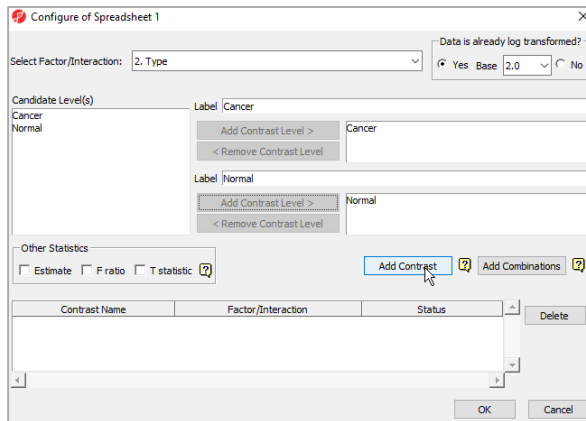 Configure of Spreadsheet 1
Data is already log transformed?
Select Factor/Interaction: 2. Type
Yes Base 2.0 No
Candidate Level(s)
Cancer
Normal
Label Cancer
Add Contrast Level >
< Remove Contrast Level
Cancer
Label Normal
Add Contrast Level >
< Remove Contrast Level
Normal
Other Statistics
Estimate F ratio T statistic ?
Add Contrast ? Add Combinations ?
Contrast Name Factor/Interaction Status
Delete
OK Cancel